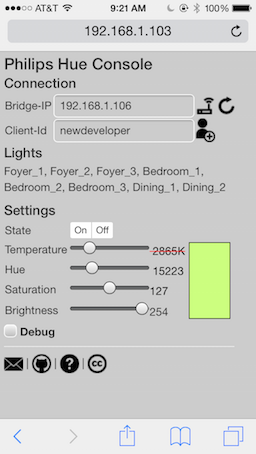 AT&T 9:21 AM 100%
192.168.1.103
Philips Hue Console
Connection
Bridge-IP 192.168.1.106
Client-Id newdeveloper
Lights
Foyer_1, Foyer_2, Foyer_3, Bedroom_1,
Bedroom_2, Bedroom_3, Dining_1, Dining_2
Settings
State On Off
Temperature 2865K
Hue 15223
Saturation 127
Brightness 254
Debug
| | ? | cc